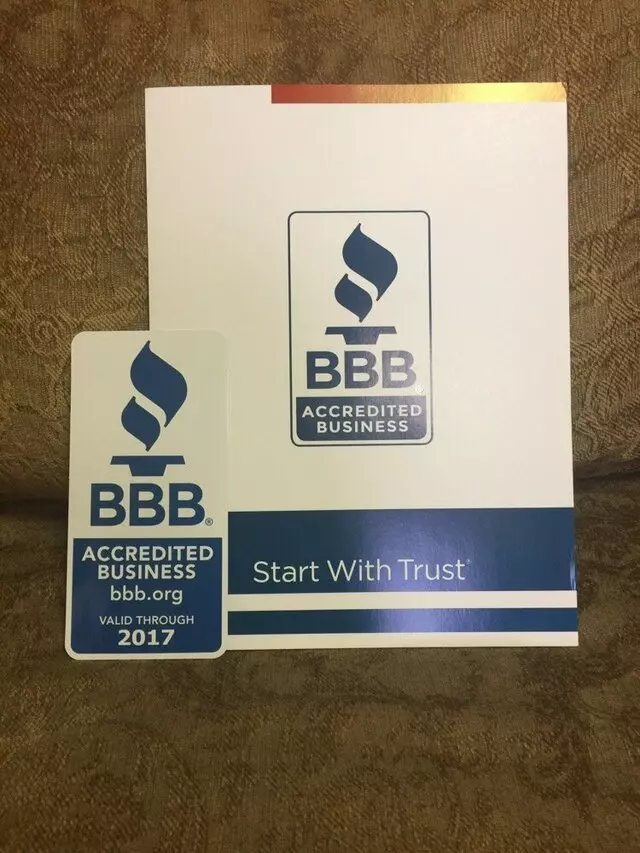 BBB®
ACCREDITED
BUSINESS
Start With Trust®
BBB®
ACCREDITED
BUSINESS
bbb.org
VALID THROUGH
2017